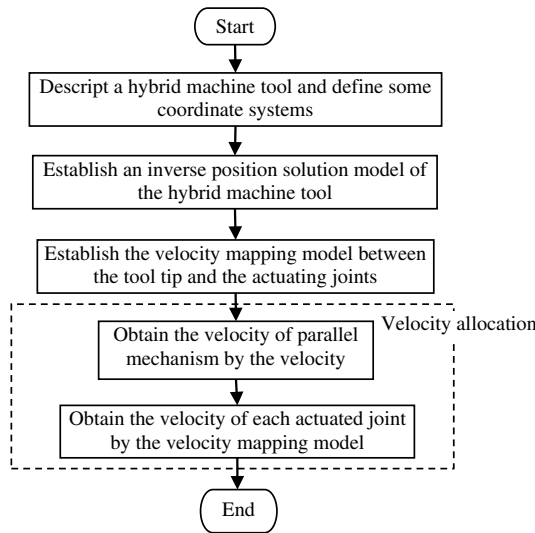 Start
Descript a hybrid machine tool and define some
coordinate systems
Establish an inverse position solution model of
the hybrid machine tool
Establish the velocity mapping model between
the tool tip and the actuating joints
Velocity allocation
Obtain the velocity of parallel
mechanism by the velocity
Obtain the velocity of each actuated joint
by the velocity mapping model
End